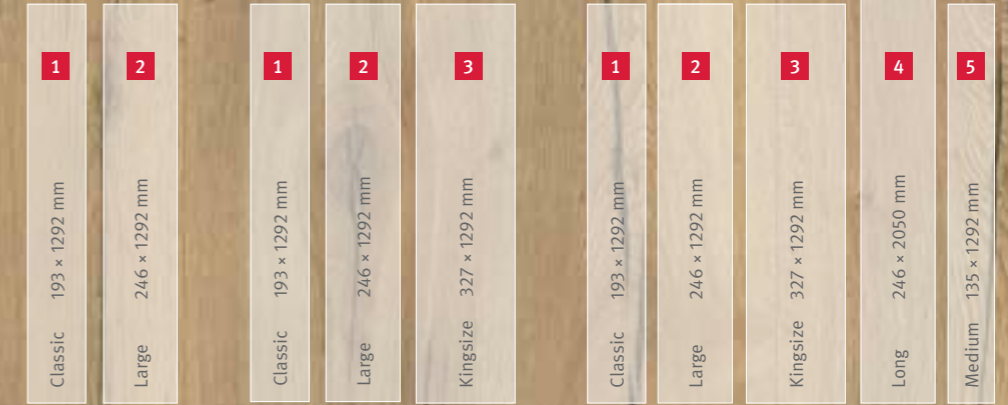 1
Classic 193 × 1292 mm
2
Large 246 × 1292 mm
1
Classic 193 × 1292 mm
2
Large 246 × 1292 mm
3
Kingsize 327 × 1292 mm
1
Classic 193 × 1292 mm
2
Large 246 × 1292 mm
3
Kingsize 327 × 1292 mm
4
Long 246 × 2050 mm
5
Medium 135 × 1292 mm